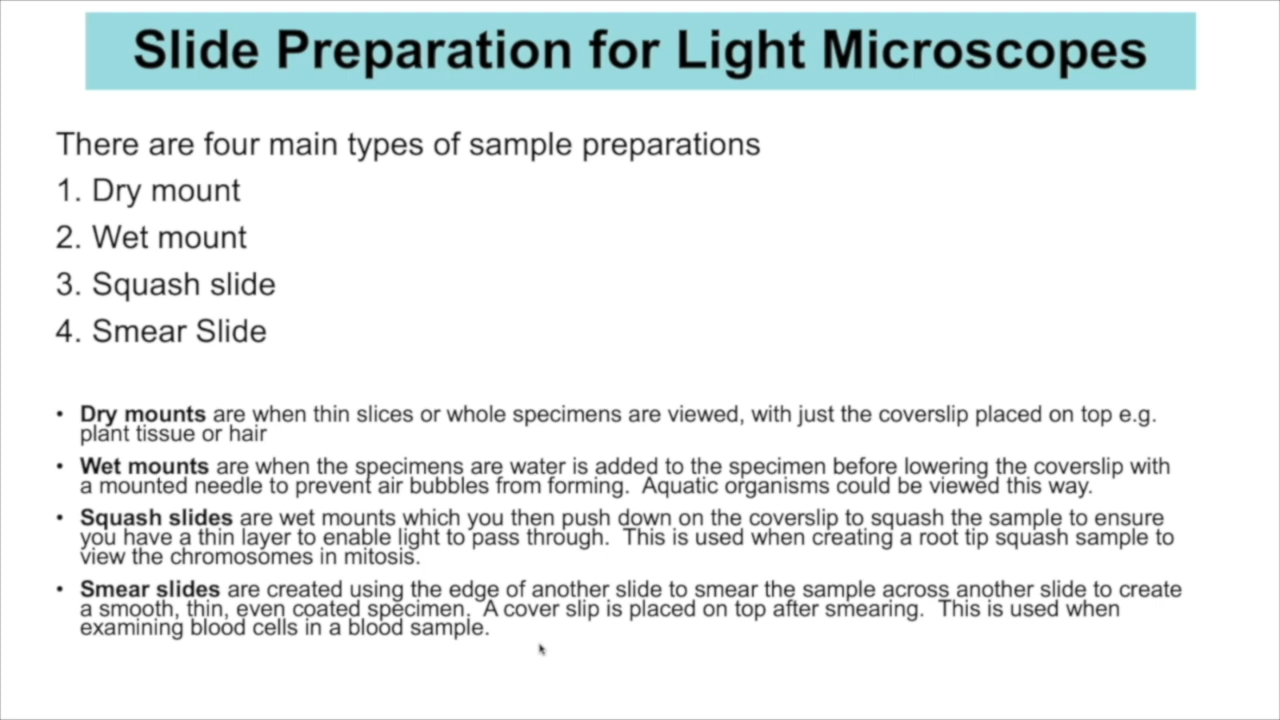 Slide Preparation for Light Microscopes
There are four main types of sample preparations
1. Dry mount
2. Wet mount
3. Squash slide
4. Smear Slide
• Dry mounts are when thin slices or whole specimens are viewed, with just the coverslip placed on top e.g.
plant tissue or hair
• Wet mounts are when the specimens are water is added to the specimen before lowering the coverslip with
a mounted needle to prevent air bubbles from forming.  Aquatic organisms could be viewed this way.
• Squash slides are wet mounts which you then push down on the coverslip to squash the sample to ensure
you have a thin layer to enable light to pass through.  This is used when creating a root tip squash sample to
view the chromosomes in mitosis.
• Smear slides are created using the edge of another slide to smear the sample across another slide to create
a smooth, thin, even coated specimen.  A cover slip is placed on top after smearing.  This is used when
examining blood cells in a blood sample.